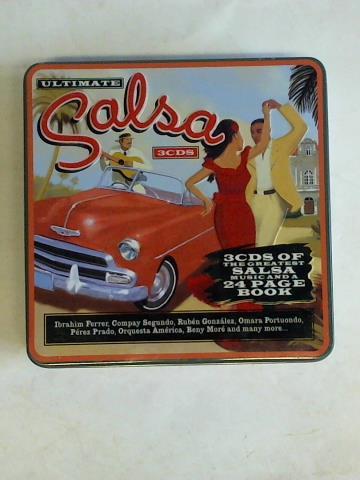 ULTIMATE
Salsa
3CDS
3CDS OF
THE GREATEST
SALSA
MUSIC AND A
24 PAGE
BOOK
Ibrahim Ferrer, Compay Segundo, Rubén González, Omara Portuondo,
Pérez Prado, Orquesta América, Beny Moré and many more...